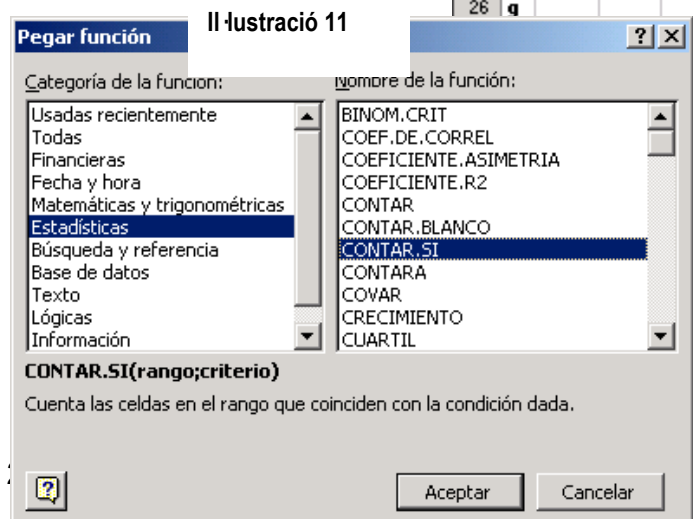 26 g
Il·lustració 11
Pegar función
Categoría de la función:
Nombre de la función:
Usadas recientemente
Todas
Financieras
Fecha y hora
Matemáticas y trigonométricas
Estadísticas
Búsqueda y referencia
Base de datos
Texto
Lógicas
Información
BINOM.CRIT
COEF.DE.CORREL
COEFICIENTE.ASIMETRIA
COEFICIENTE.R2
CONTAR
CONTAR.BLANCO
CONTAR.SI
CONTARA
COVAR
CRECIMIENTO
CUARTIL
CONTAR.SI(rango;criterio)
Cuenta las celdas en el rango que coinciden con la condición dada.
Aceptar
Cancelar